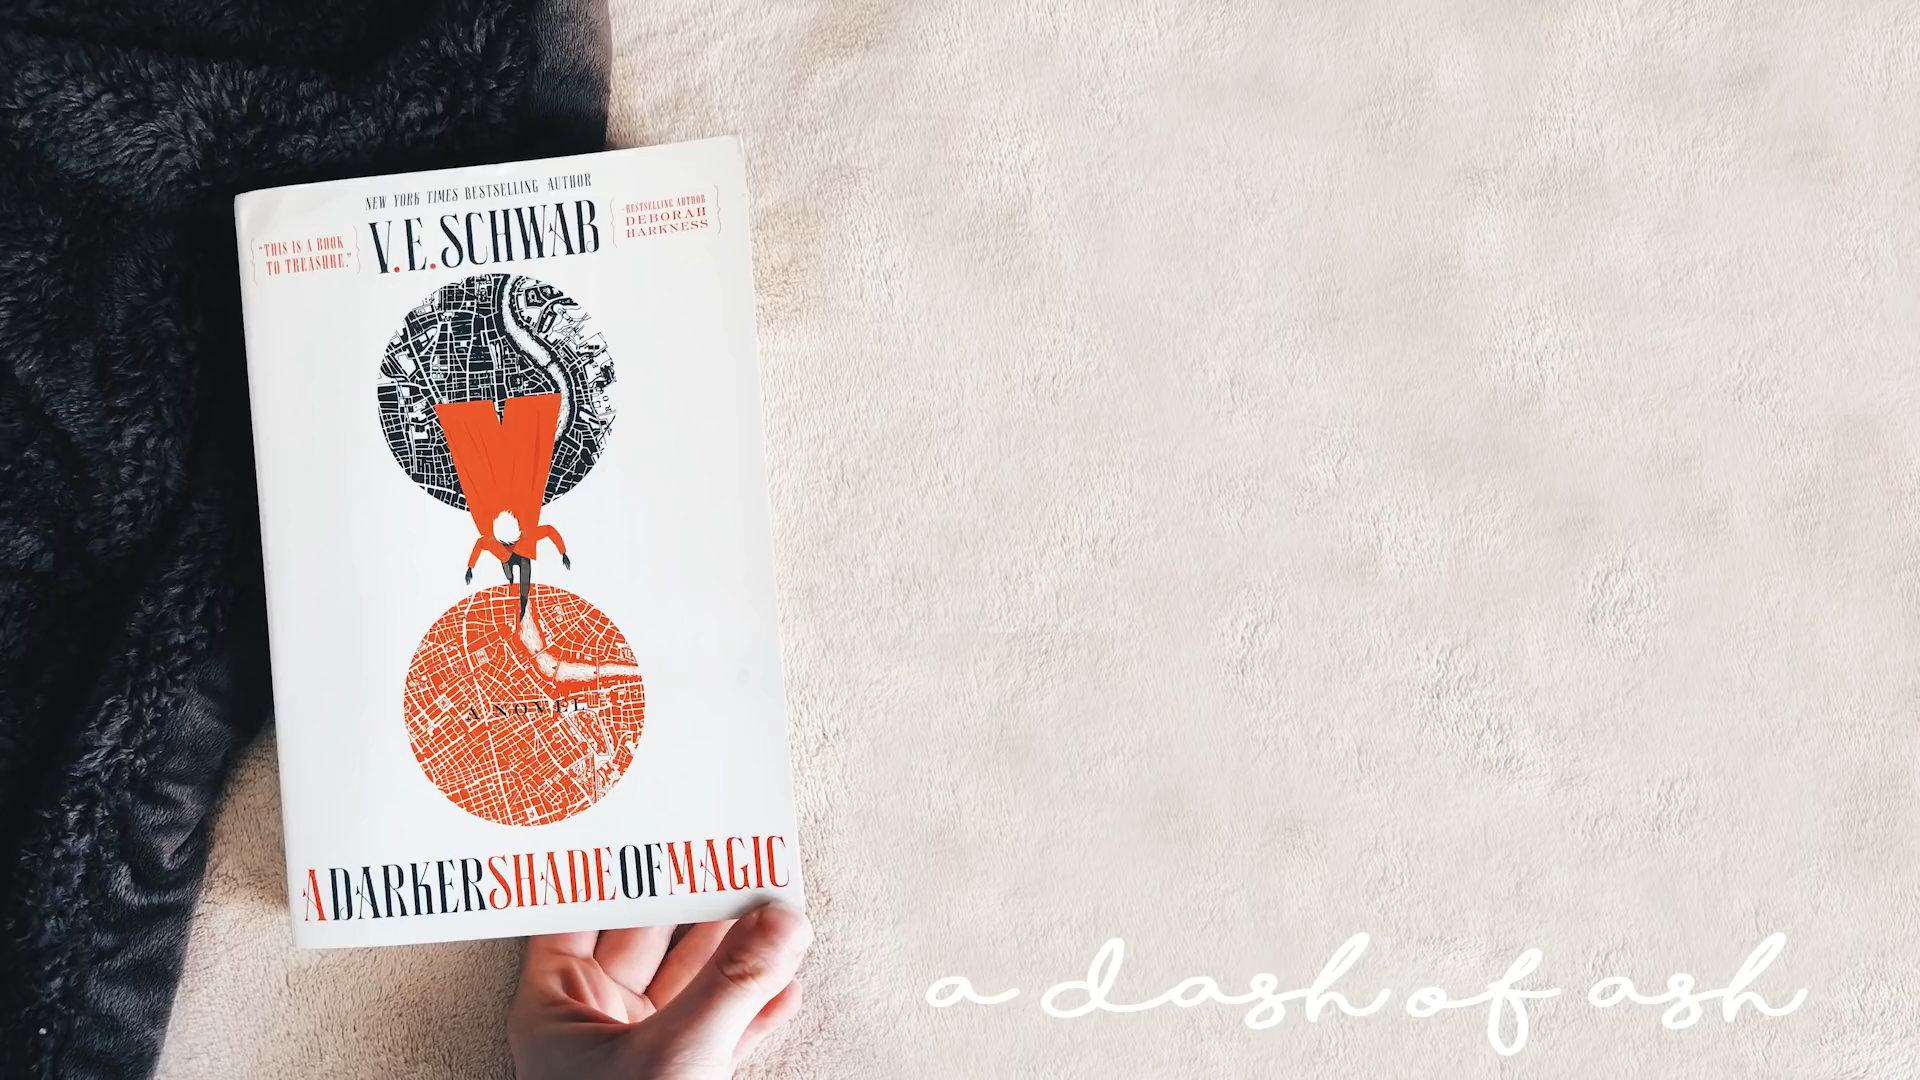 NEW YORK TIMES BESTSELLING AUTHOR
V.E. SCHWAB
"THIS IS A BOOK
TO TREASURE."
-BESTSELLING AUTHOR
DEBORAH
HARKNESS
A NOVEL
A DARKER SHADE OF MAGIC
a dash of ash